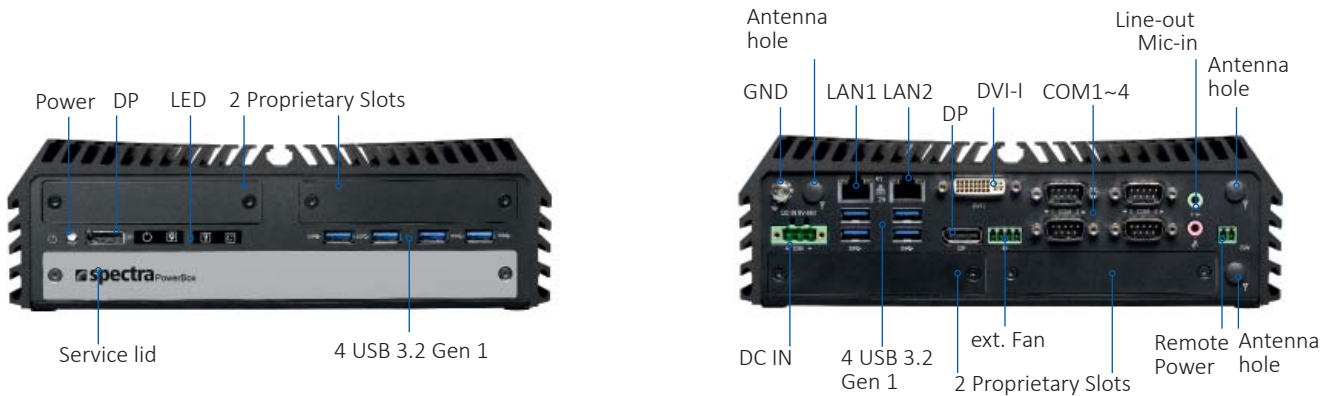 Power DP LED 2 Proprietary Slots
spectra PowerBox
Service lid
4 USB 3.2 Gen 1
Antenna
hole
Line-out
Mic-in
Antenna
hole
GND
LAN1 LAN2
DP
DVI-I
COM1~4
DVI-I
DP
DC IN
4 USB 3.2
Gen 1
ext. Fan
2 Proprietary Slots
Remote
Power
Antenna
hole